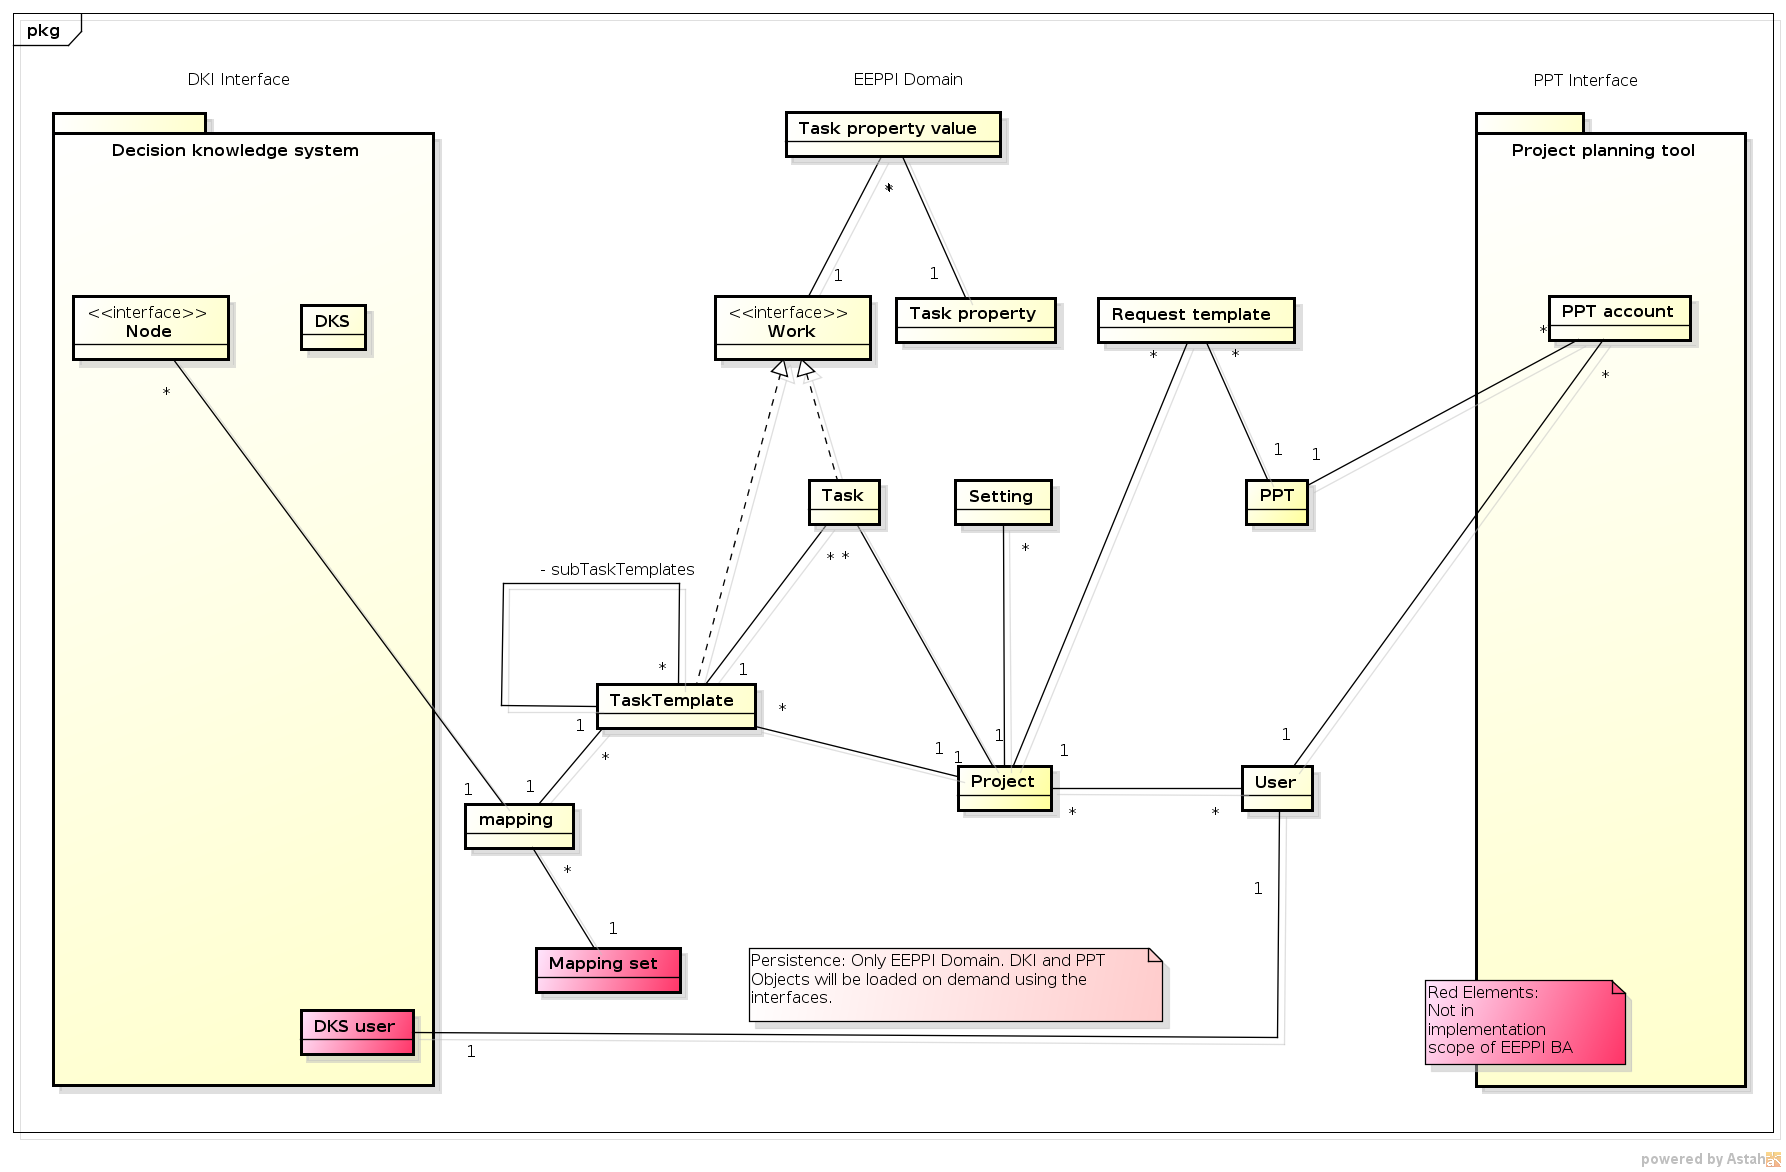 pkg
DKI Interface
EEPPI Domain
PPT Interface
Decision knowledge system
Task property value
Project planning tool
*
*
1
1
<<interface>>
Node
DKS
<<interface>>
Work
Task property
Request template
PPT account
*
*
*
*
*
1
1
Task
Setting
PPT
* *
*
- subTaskTemplates
*
1
TaskTemplate
*
1
*
1
1
1
1
1
Project
User
1
1
*
*
mapping
*
1
1
Mapping set
Persistence: Only EEPPI Domain. DKI and PPT
Objects will be loaded on demand using the
interfaces.
Red Elements:
Not in
implementation
scope of EEPPI BA
DKS user
1
powered by Astah